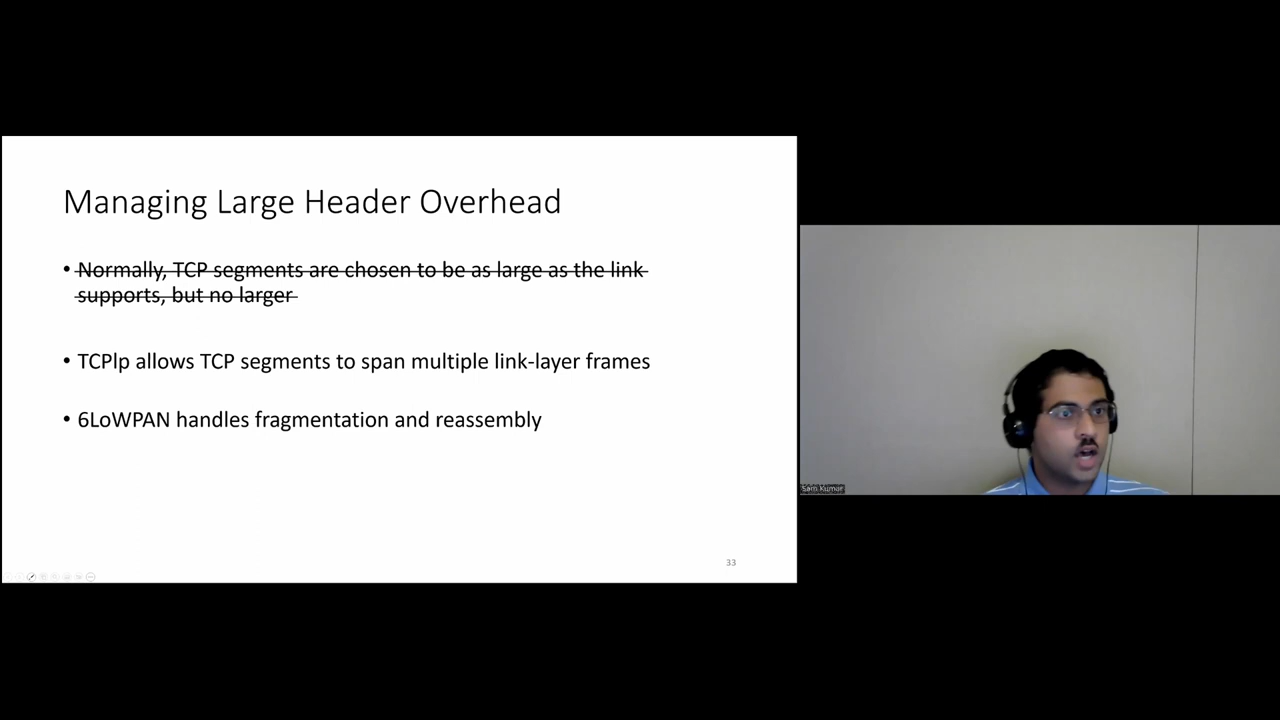 Managing Large Header Overhead
• Normally, TCP segments are chosen to be as large as the link
supports, but no larger
• TCPlp allows TCP segments to span multiple link-layer frames
• 6LoWPAN handles fragmentation and reassembly
33
Sam Kumar